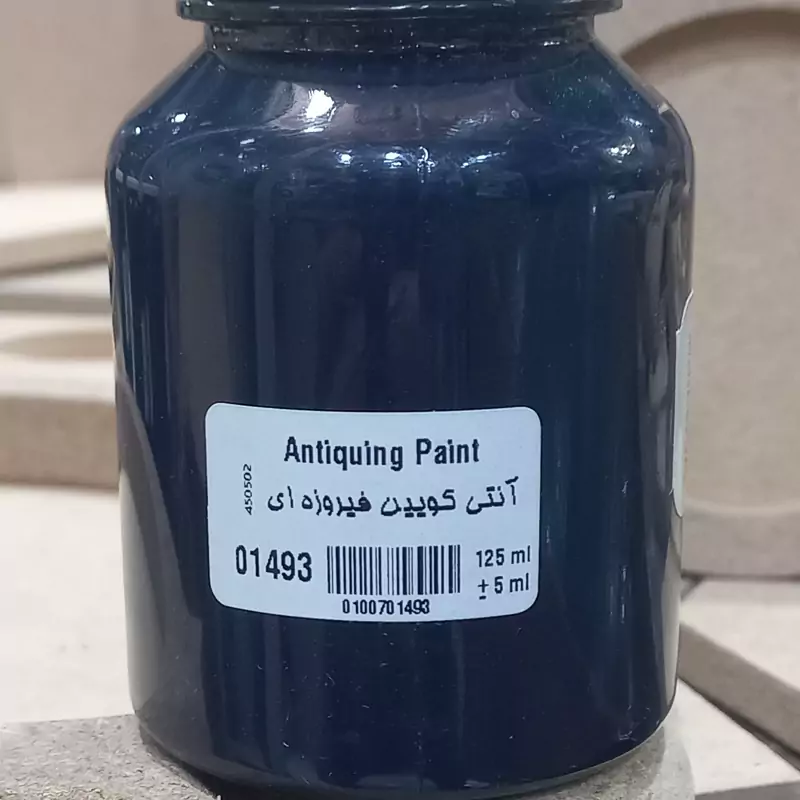 Antiquing Paint
آنتی کویین فیروزه ای
450502
01493
125 ml
± 5 ml
0100701493